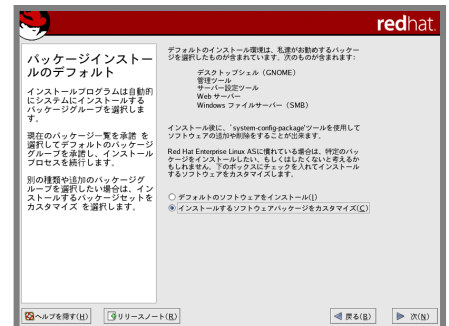 redhat.
パッケージインストー
ルのデフォルト
インストールプログラムは自動的
にシステムにインストールする
パッケージグループを選択しま
す。
現在のパッケージ一覧を承諾 を
選択してデフォルトのパッケージ
グループを承諾し、インストール
プロセスを続行します。
別の種類や追加のパッケージグ
ループを選択したい場合は、イン
ストールするパッケージセットを
カスタマイズ を選択します。
デフォルトのインストール環境は、私達がお勧めするパッケー
ジを選択したものが含まれています。次のものが含まれます:
デスクトップシェル（GNOME）
管理ツール
サーバー設定ツール
Web サーバー
Windows ファイルサーバー（SMB）
インストール後に、`system-config-package'ツールを使用して
ソフトウェアの追加や削除をすることが出来ます。
Red Hat Enterprise Linux ASに慣れている場合は、特定のパッ
ケージをインストールしたい、もしくはしたくないと考えるか
もしれません。下のボックスにチェックを入れてインストール
するソフトウェアをカスタマイズします。
デフォルトのソフトウェアをインストール(I)
インストールするソフトウェアパッケージをカスタマイズ(C)
ヘルプを隠す(H)
リリースノート(R)
戻る(B)
次(N)